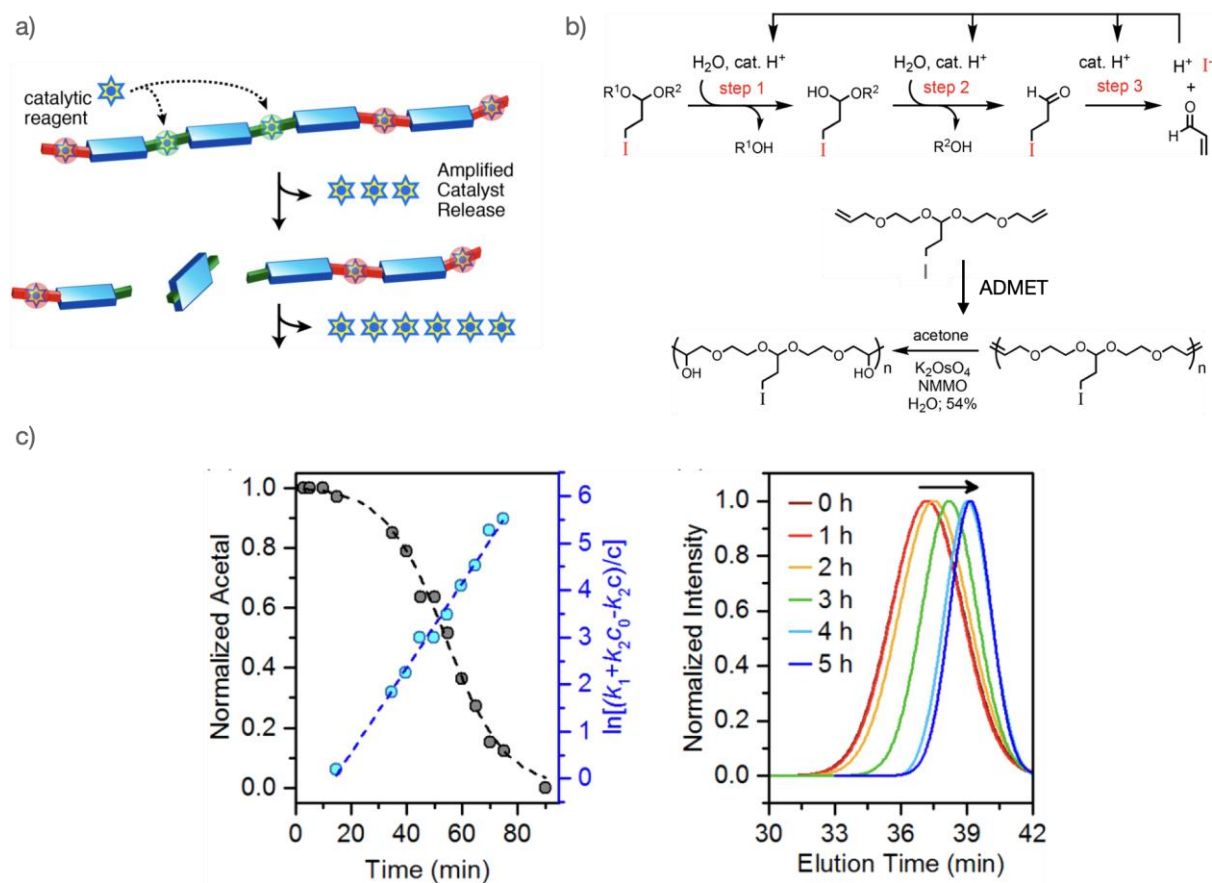 a)
catalytic
reagent
Amplified
Catalyst
Release
b)
H₂O, cat. H⁺
step 1
R¹O OR²
I
R¹OH
HO OR²
I
H₂O, cat. H⁺
step 2
R²OH
H O
I
cat. H⁺
step 3
H⁺ I⁻
+
O
H
O O O O
I
ADMET
acetone
K₂OsO₄
NMMO
H₂O; 54%
( O O O O )n
OH HO
I
( O O O O )n
I
c)
Normalized Acetal
1.0
0.8
0.6
0.4
0.2
0.0
0 20 40 60 80
Time (min)
6
5
4
3
2
1
0
ln[(k₁+k₂c₀-k₂c)/c]
Normalized Intensity
1.0
0.8
0.6
0.4
0.2
0.0
0 h
1 h
2 h
3 h
4 h
5 h
30 33 36 39 42
Elution Time (min)